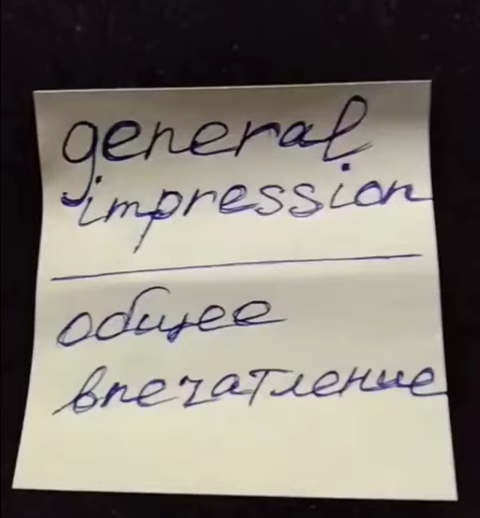 general
impression
общее
впечатление